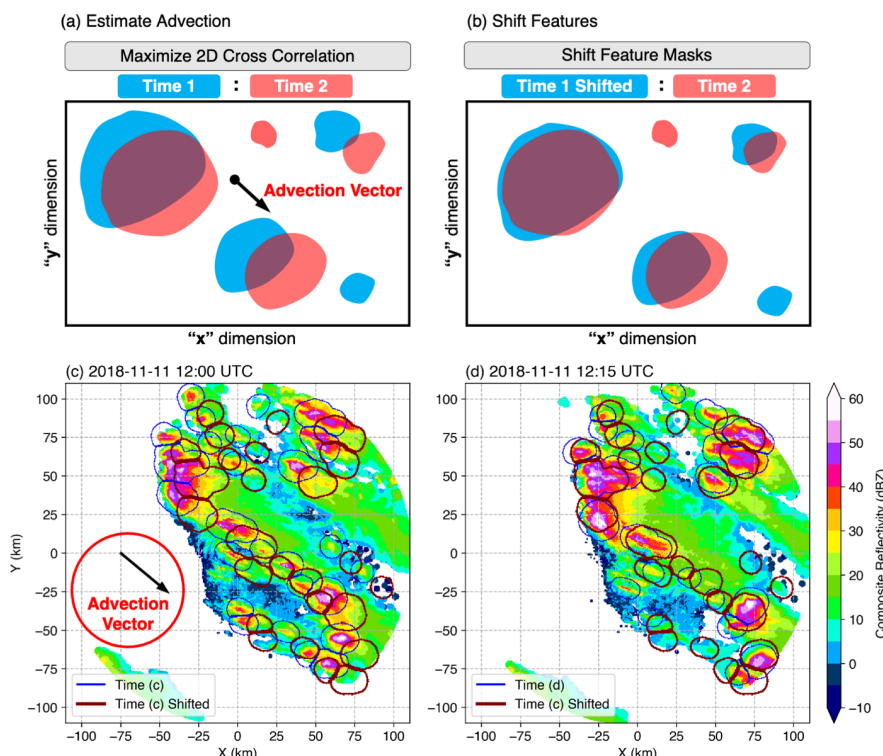 (a) Estimate Advection
Maximize 2D Cross Correlation
Time 1 : Time 2
"y" dimension
Advection Vector
"x" dimension
(b) Shift Features
Shift Feature Masks
Time 1 Shifted : Time 2
"y" dimension
"x" dimension
(c) 2018-11-11 12:00 UTC
100
75
50
25
0
−25
−50
−75
−100
Y (km)
Advection
Vector
Time (c)
Time (c) Shifted
−100 −75 −50 −25 0 25 50 75 100
X (km)
(d) 2018-11-11 12:15 UTC
100
75
50
25
0
−25
−50
−75
−100
Time (d)
Time (c) Shifted
−100 −75 −50 −25 0 25 50 75 100
X (km)
60
50
40
30
20
10
0
−10
Composite Reflectivity (dBZ)